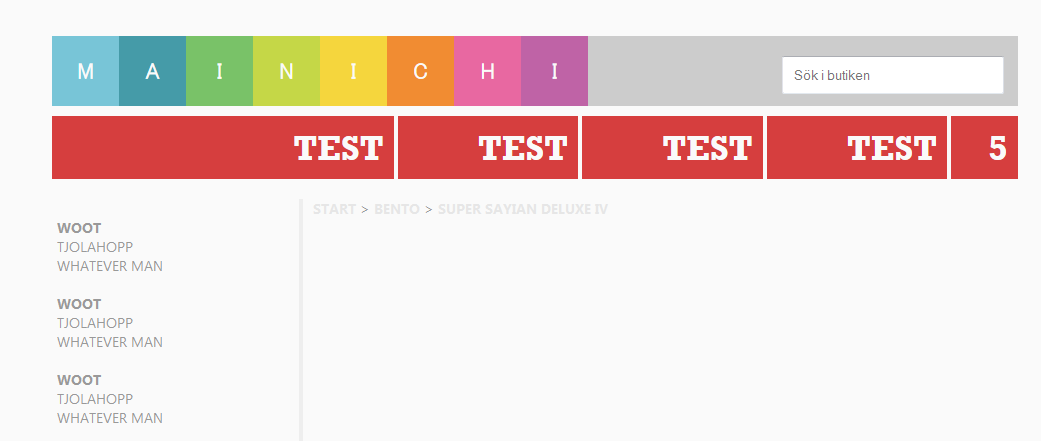 M A I N I C H I
Sök i butiken
TEST TEST TEST TEST 5
START > BENTO > SUPER SAYIAN DELUXE IV
WOOT
TJOLAHOPP
WHATEVER MAN
WOOT
TJOLAHOPP
WHATEVER MAN
WOOT
TJOLAHOPP
WHATEVER MAN